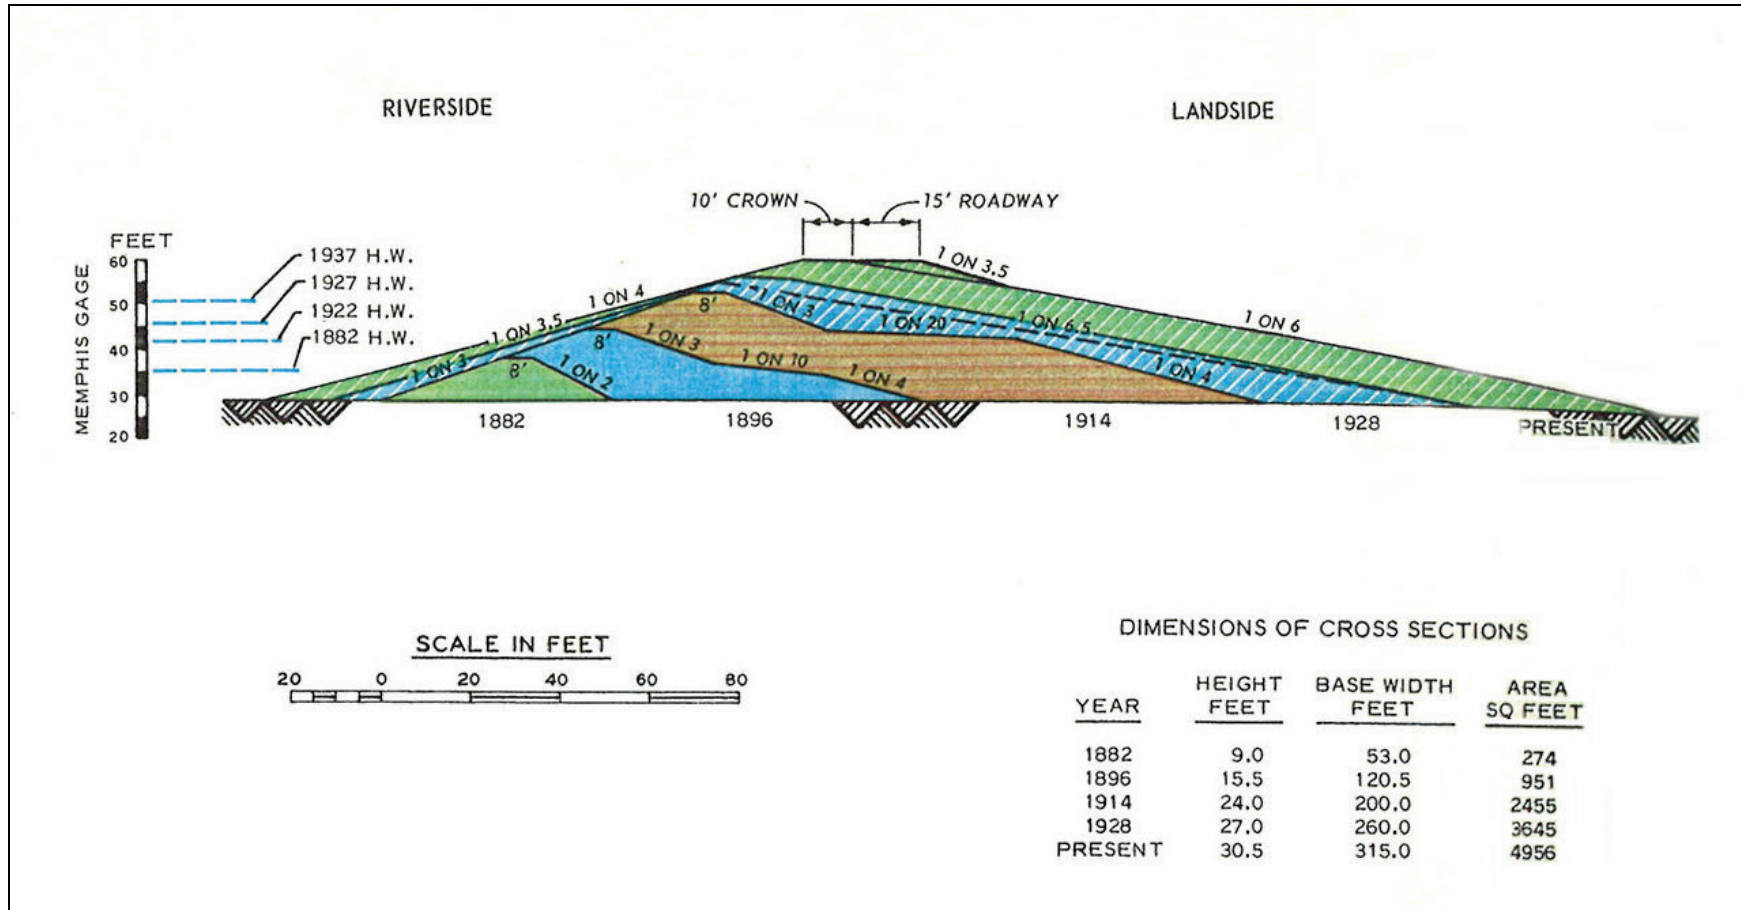 RIVERSIDE
LANDSIDE
10' CROWN
15' ROADWAY
FEET
MEMPHIS GAGE
60
50
40
30
20
1937 H.W.
1927 H.W.
1922 H.W.
1882 H.W.
1 ON 4
1 ON 3.5
1 ON 3
1 ON 3.5
1 ON 6
8'
1 ON 3
1 ON 20
1 ON 6.5
8'
1 ON 3
1 ON 10
1 ON 4
1 ON 4
8'
1 ON 2
1882
1896
1914
1928
PRESENT
SCALE IN FEET
20 0 20 40 60 80
DIMENSIONS OF CROSS SECTIONS
YEAR HEIGHT FEET BASE WIDTH FEET AREA SQ FEET
1882 9.0 53.0 274
1896 15.5 120.5 951
1914 24.0 200.0 2455
1928 27.0 260.0 3645
PRESENT 30.5 315.0 4956